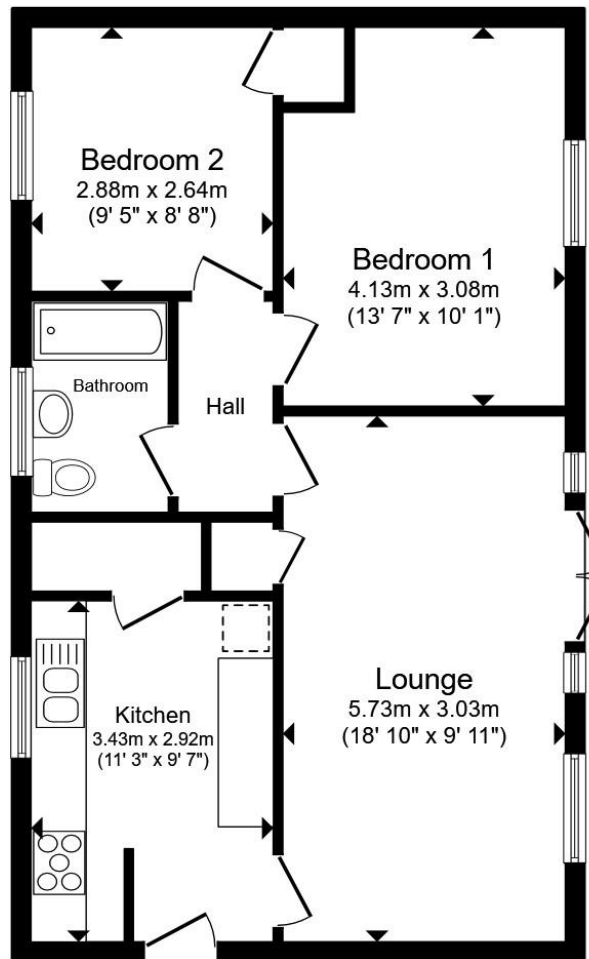 Bedroom 2
2.88m x 2.64m
(9' 5" x 8' 8")
Bedroom 1
4.13m x 3.08m
(13' 7" x 10' 1")
Bathroom
Hall
Lounge
5.73m x 3.03m
(18' 10" x 9' 11")
Kitchen
3.43m x 2.92m
(11' 3" x 9' 7")